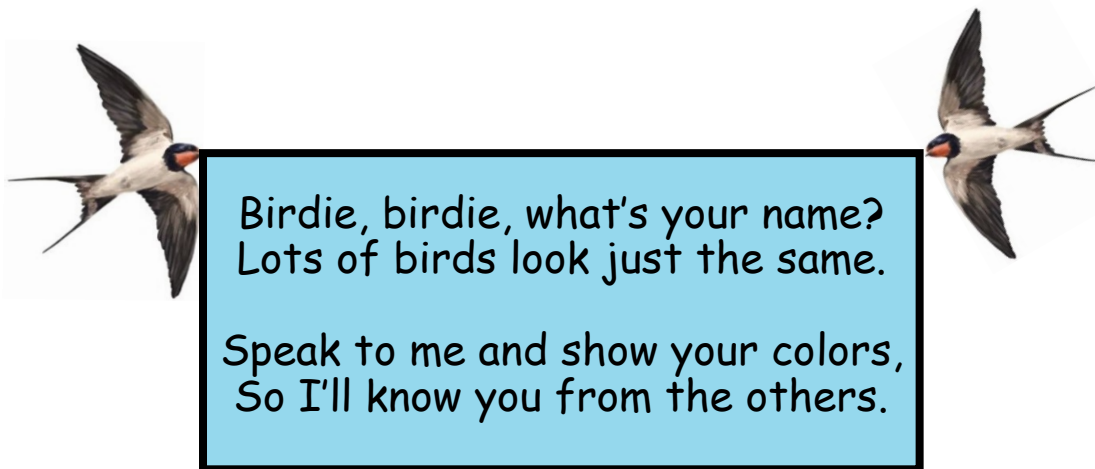 Birdie, birdie, what's your name?
Lots of birds look just the same.
Speak to me and show your colors,
So I'll know you from the others.